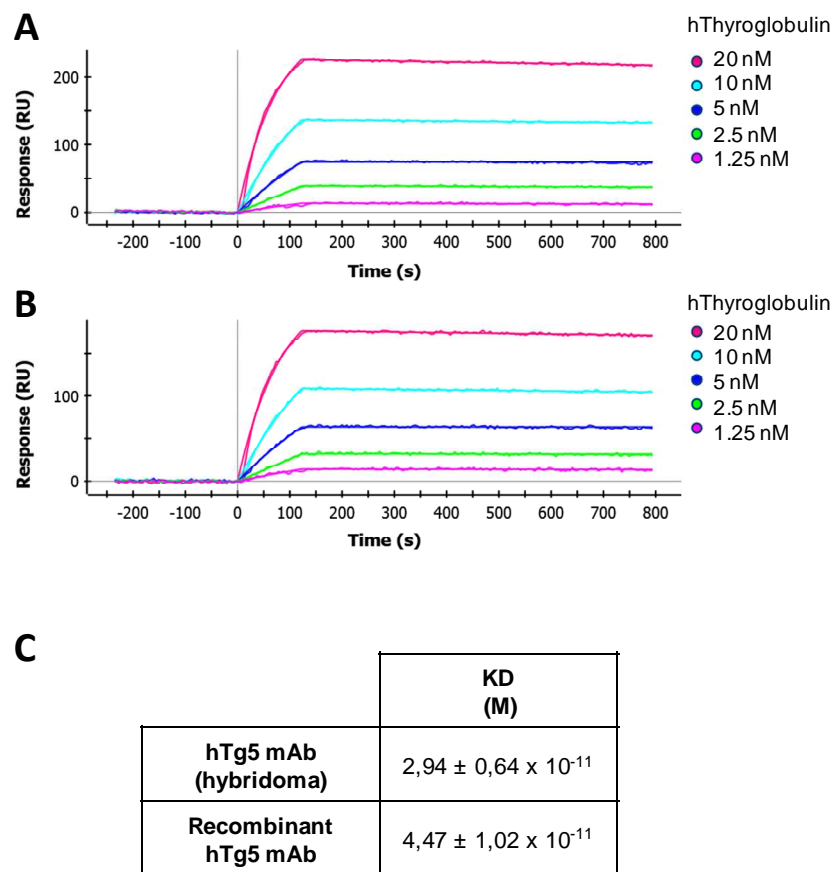 A
hThyroglobulin
20 nM
10 nM
5 nM
2.5 nM
1.25 nM
Response (RU)
200
100
0
-200 -100 0 100 200 300 400 500 600 700 800
Time (s)
B
hThyroglobulin
20 nM
10 nM
5 nM
2.5 nM
1.25 nM
Response (RU)
100
0
-200 -100 0 100 200 300 400 500 600 700 800
Time (s)
C
KD
(M)
hTg5 mAb
(hybridoma)
2,94 ± 0,64 x 10⁻¹¹
Recombinant
hTg5 mAb
4,47 ± 1,02 x 10⁻¹¹